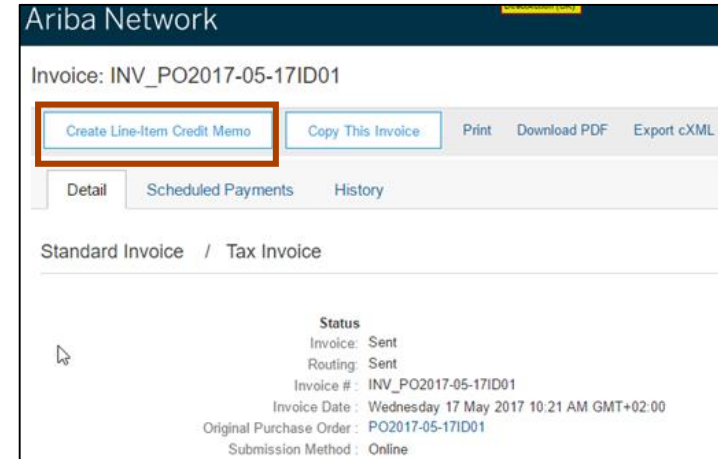 Ariba Network
Invoice: INV_PO2017-05-17ID01
Create Line-Item Credit Memo Copy This Invoice Print Download PDF Export cXML
Detail Scheduled Payments History
Standard Invoice / Tax Invoice
Status
Invoice: Sent
Routing: Sent
Invoice # : INV_PO2017-05-17ID01
Invoice Date : Wednesday 17 May 2017 10:21 AM GMT+02:00
Original Purchase Order : PO2017-05-17ID01
Submission Method : Online